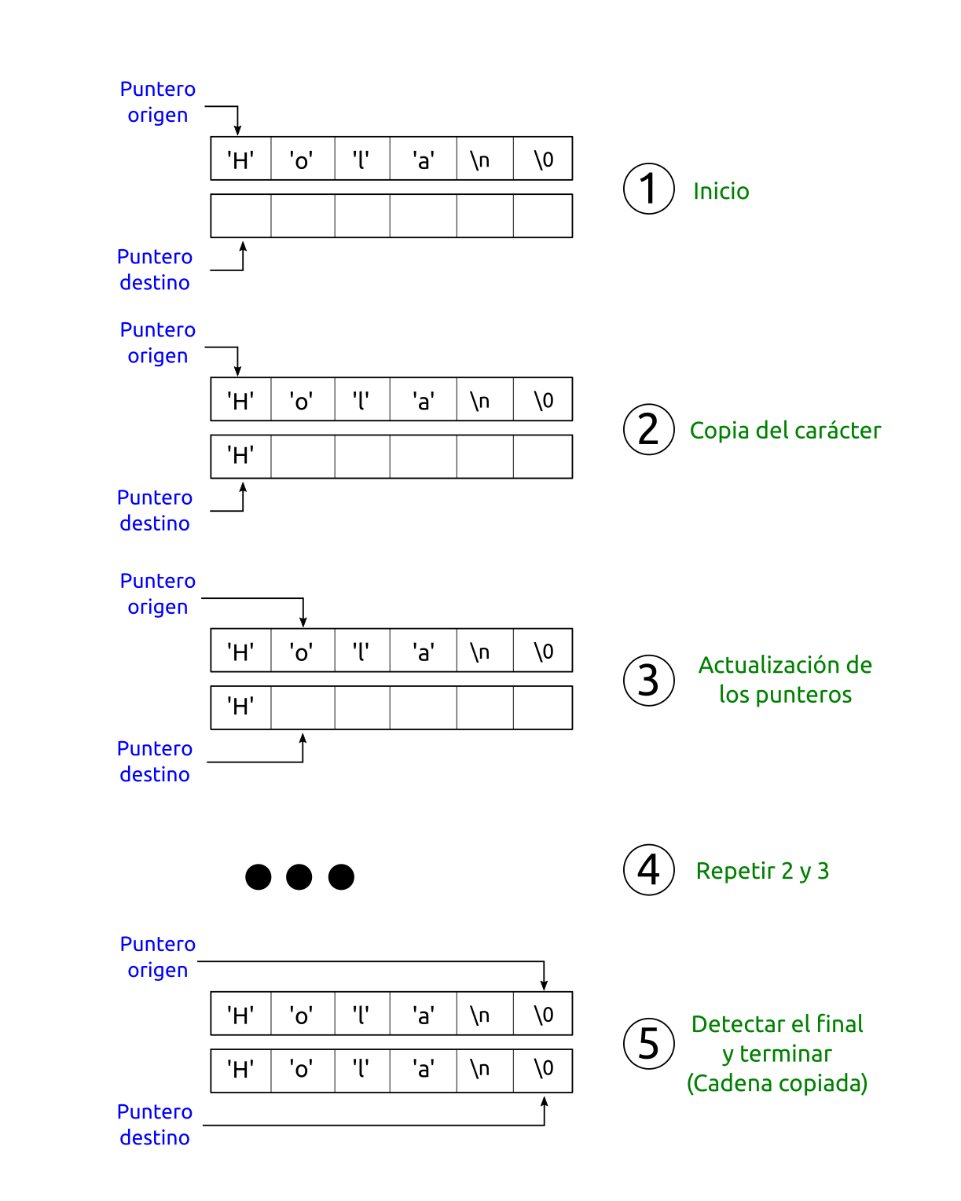 Puntero
origen
'H' 'o' 'l' 'a' \n \0
1 Inicio
Puntero
destino
Puntero
origen
'H' 'o' 'l' 'a' \n \0
2 Copia del carácter
'H'
Puntero
destino
Puntero
origen
'H' 'o' 'l' 'a' \n \0
3 Actualización de
los punteros
'H'
Puntero
destino
4 Repetir 2 y 3
Puntero
origen
'H' 'o' 'l' 'a' \n \0
5 Detectar el final
y terminar
(Cadena copiada)
'H' 'o' 'l' 'a' \n \0
Puntero
destino